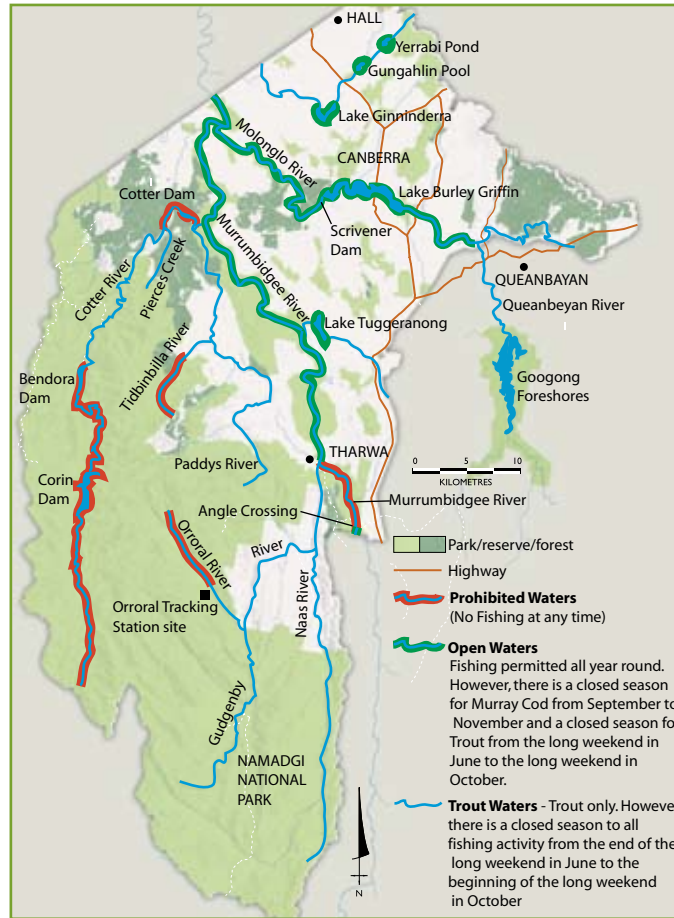 HALL
Yerrabi Pond
Gungahlin Pool
Lake Ginninderra
Molonglo River
CANBERRA
Cotter Dam
Lake Burley Griffin
Scrivener
Dam
Murrumbidgee River
Cotter River
Pierces Creek
QUEANBAYAN
Queanbeyan River
Lake Tuggeranong
Tidbinbilla River
Bendora
Dam
Googong
Foreshores
THARWA
0 5 10
KILOMETRES
Paddys River
Corin
Dam
Murrumbidgee River
Angle Crossing
Orroral River
River
Naas River
Park/reserve/forest
Highway
Prohibited Waters
(No Fishing at any time)
Orroral Tracking
Station site
Open Waters
Fishing permitted all year round.
However, there is a closed season
for Murray Cod from September to
November and a closed season fo
Trout from the long weekend in
June to the long weekend in
October.
Gudgenby
NAMADGI
NATIONAL
PARK
Trout Waters - Trout only. Howeve
there is a closed season to all
fishing activity from the end of the
long weekend in June to the
beginning of the long weekend
in October
N